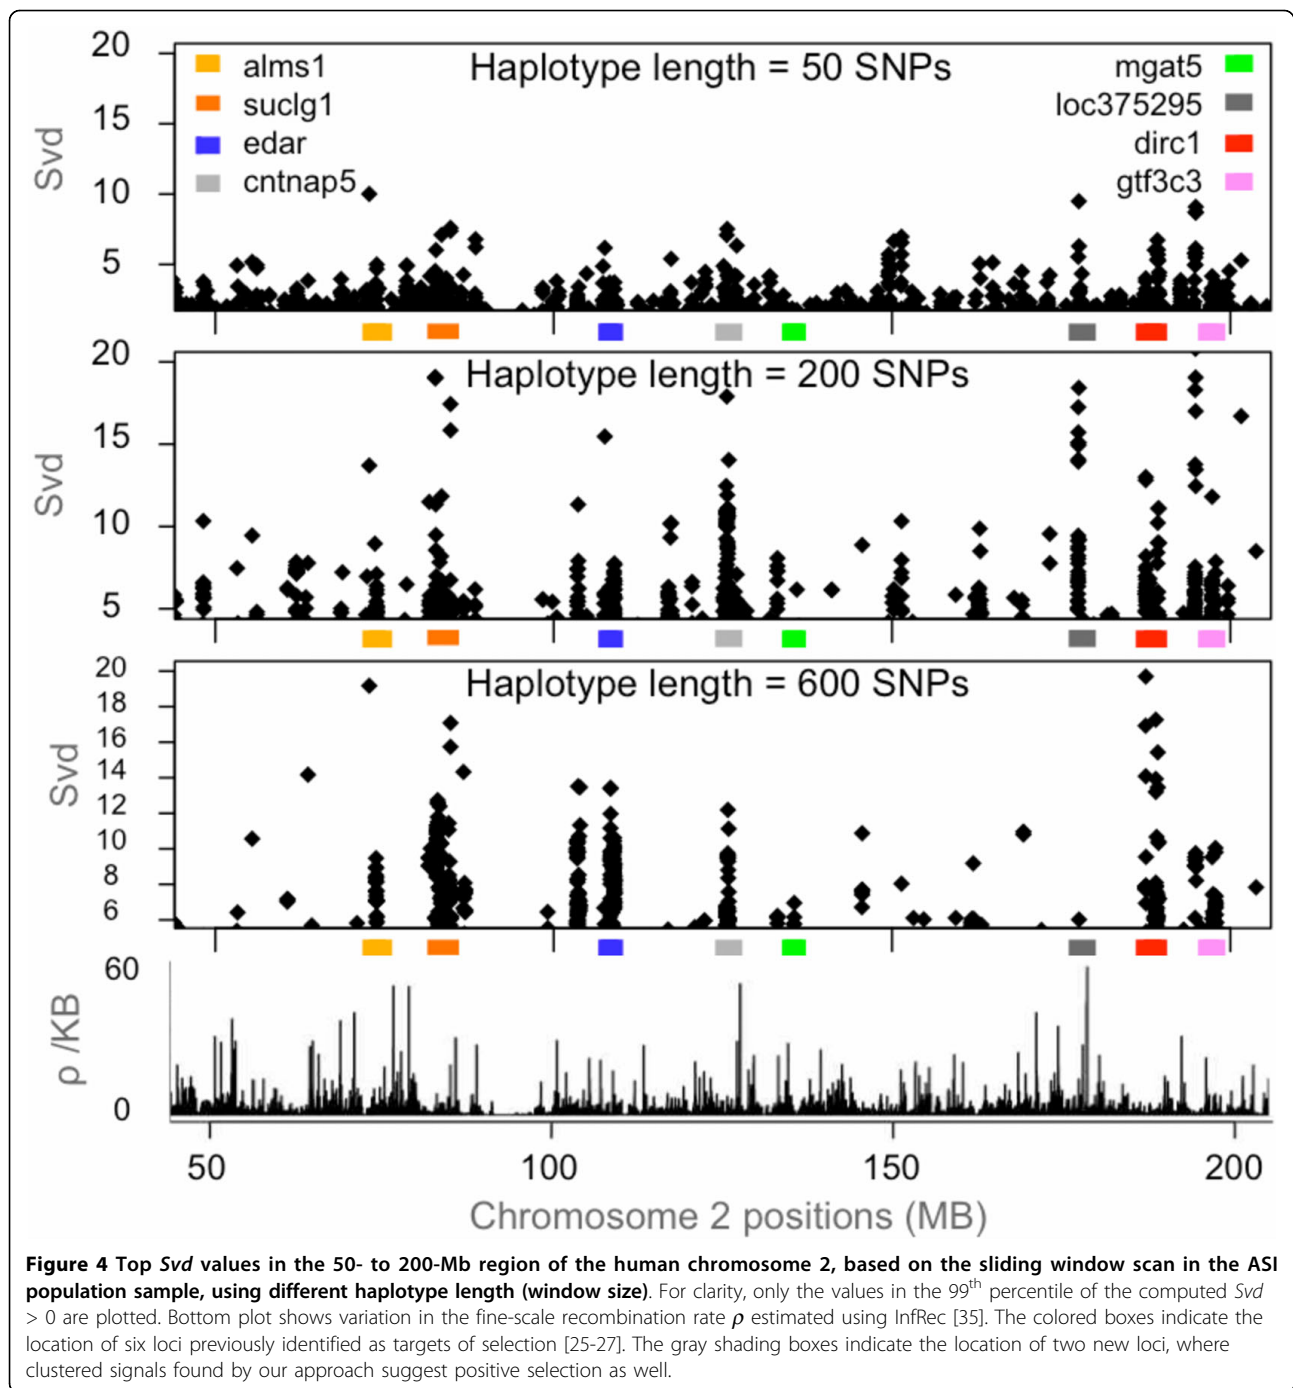 20
Haplotype length = 50 SNPs
alms1
mgat5
suclg1
loc375295
15
edar
dirc1
Svd
cntnap5
gtf3c3
10
5
20
Haplotype length = 200 SNPs
15
Svd
10
5
20
Haplotype length = 600 SNPs
18
16
Svd
14
12
10
8
6
60
ρ /KB
0
50
100
150
200
Chromosome 2 positions (MB)
Figure 4 Top Svd values in the 50- to 200-Mb region of the human chromosome 2, based on the sliding window scan in the ASI
population sample, using different haplotype length (window size). For clarity, only the values in the 99th percentile of the computed Svd
> 0 are plotted. Bottom plot shows variation in the fine-scale recombination rate ρ estimated using InfRec [35]. The colored boxes indicate the
location of six loci previously identified as targets of selection [25-27]. The gray shading boxes indicate the location of two new loci, where
clustered signals found by our approach suggest positive selection as well.